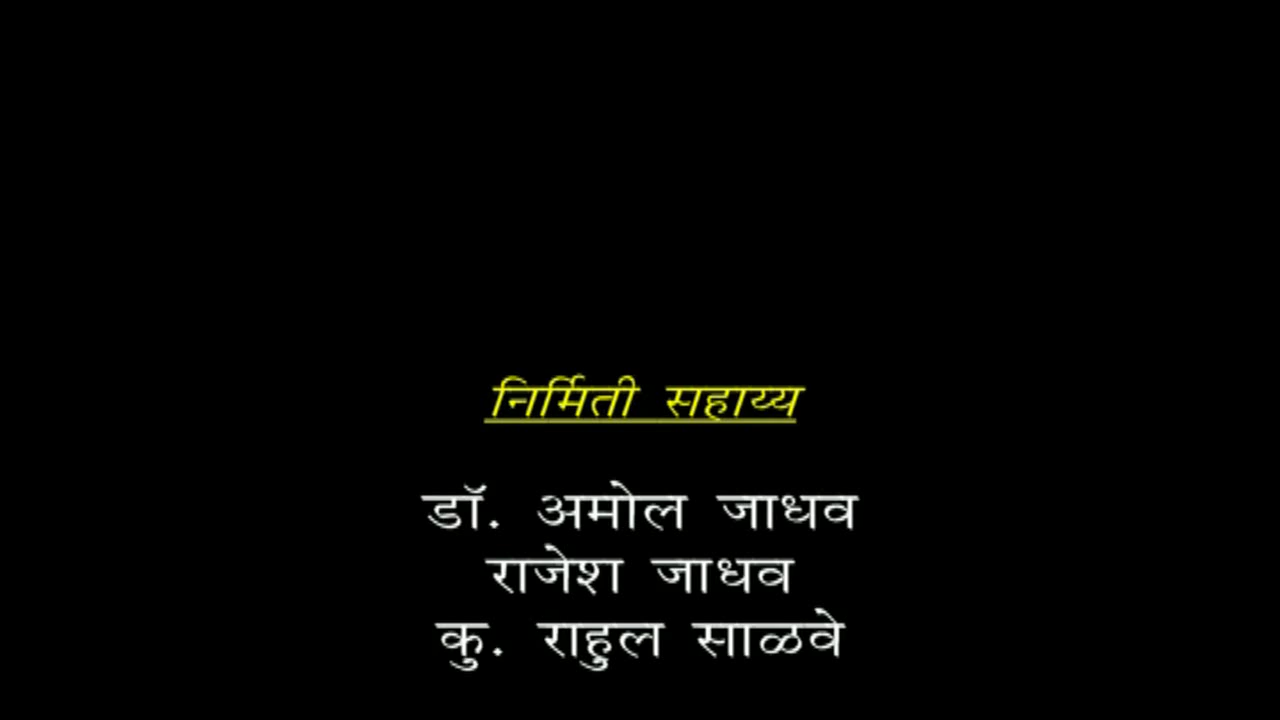 निर्मिती सहाय्य
डॉ. अमोल जाधव
राजेश जाधव
कु. राहुल साळवे